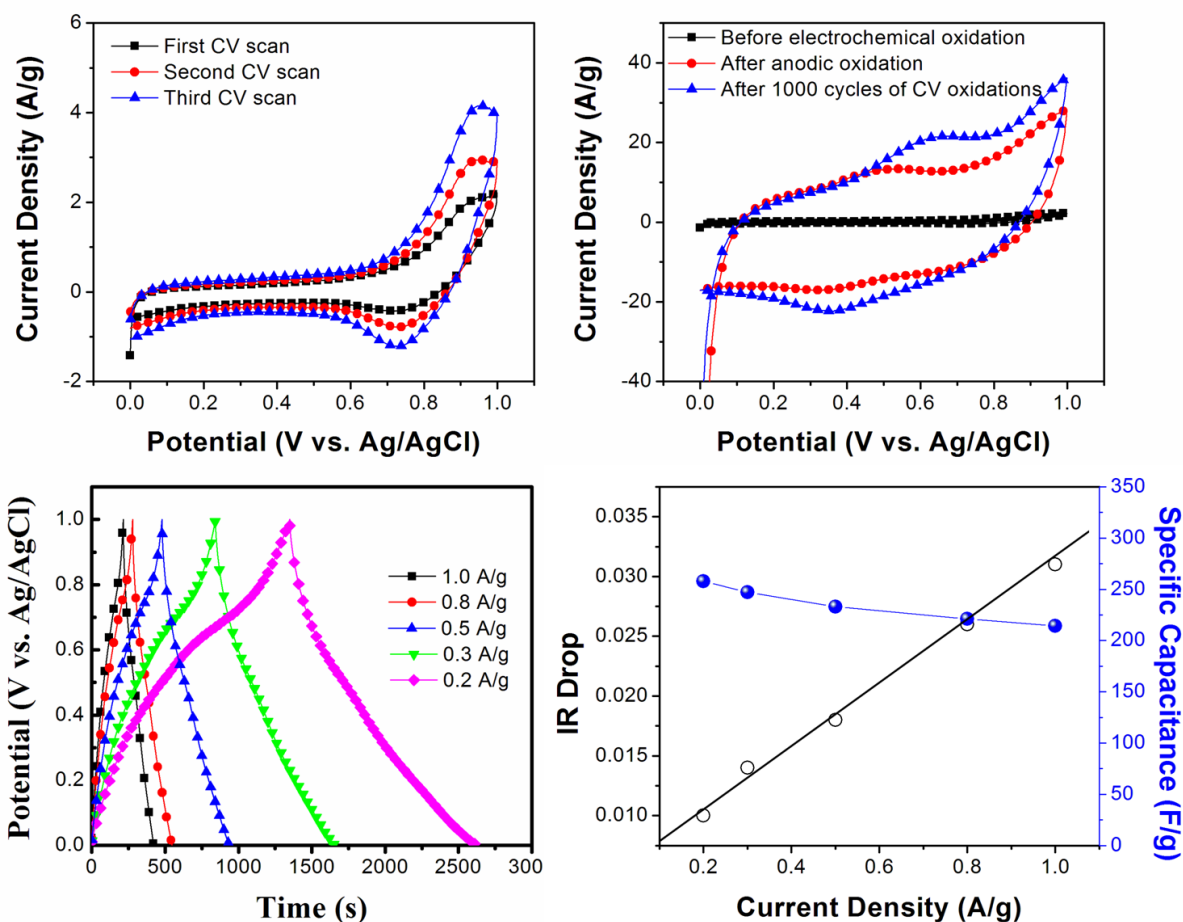 6
4
2
0
-2
Current Density (A/g)
First CV scan
Second CV scan
Third CV scan
0.0 0.2 0.4 0.6 0.8 1.0
Potential (V vs. Ag/AgCl)
40
20
0
-20
-40
Current Density (A/g)
Before electrochemical oxidation
After anodic oxidation
After 1000 cycles of CV oxidations
0.0 0.2 0.4 0.6 0.8 1.0
Potential (V vs. Ag/AgCl)
1.0
0.8
0.6
0.4
0.2
0.0
Potential (V vs. Ag/AgCl)
1.0 A/g
0.8 A/g
0.5 A/g
0.3 A/g
0.2 A/g
0 500 1000 1500 2000 2500 3000
Time (s)
0.035
0.030
0.025
0.020
0.015
0.010
IR Drop
350
300
250
200
150
100
50
0
Specific Capacitance (F/g)
0.2 0.4 0.6 0.8 1.0
Current Density (A/g)